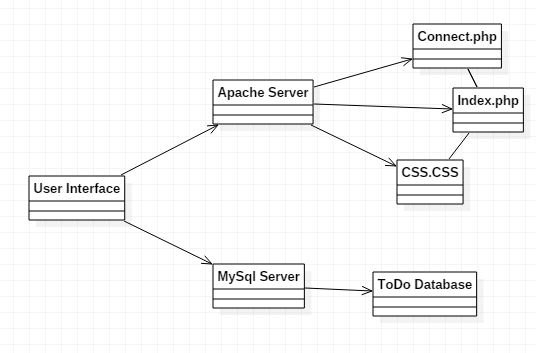 Connect.php
Apache Server
Index.php
CSS.CSS
User Interface
MySql Server
ToDo Database